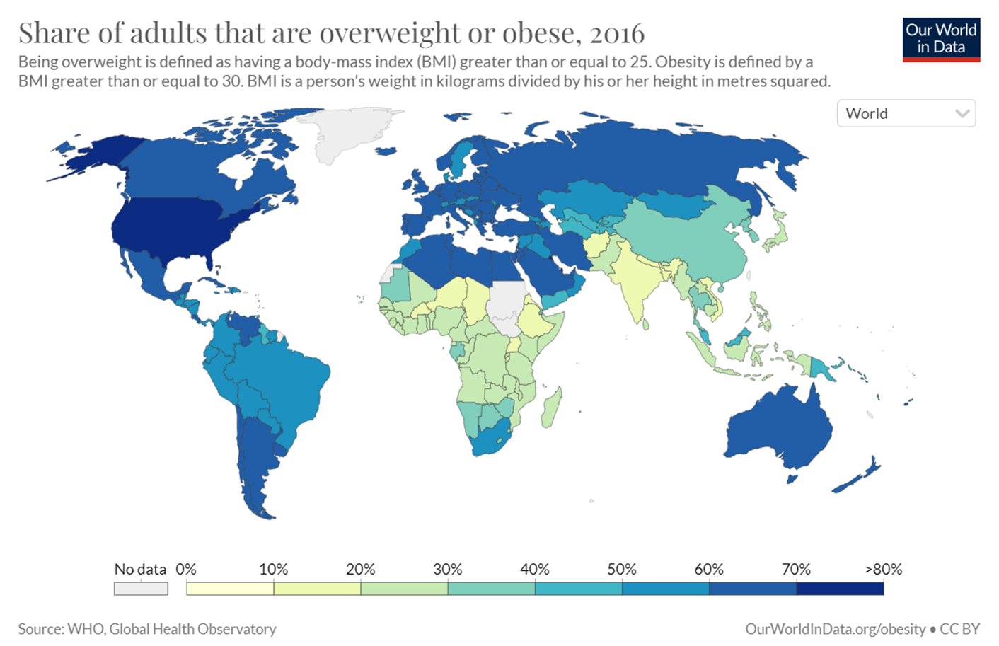 Share of adults that are overweight or obese, 2016
Our World
in Data
Being overweight is defined as having a body-mass index (BMI) greater than or equal to 25. Obesity is defined by a
BMI greater than or equal to 30. BMI is a person's weight in kilograms divided by his or her height in metres squared.
World
No data 0% 10% 20% 30% 40% 50% 60% 70% >80%
Source: WHO, Global Health Observatory
OurWorldInData.org/obesity • CC BY